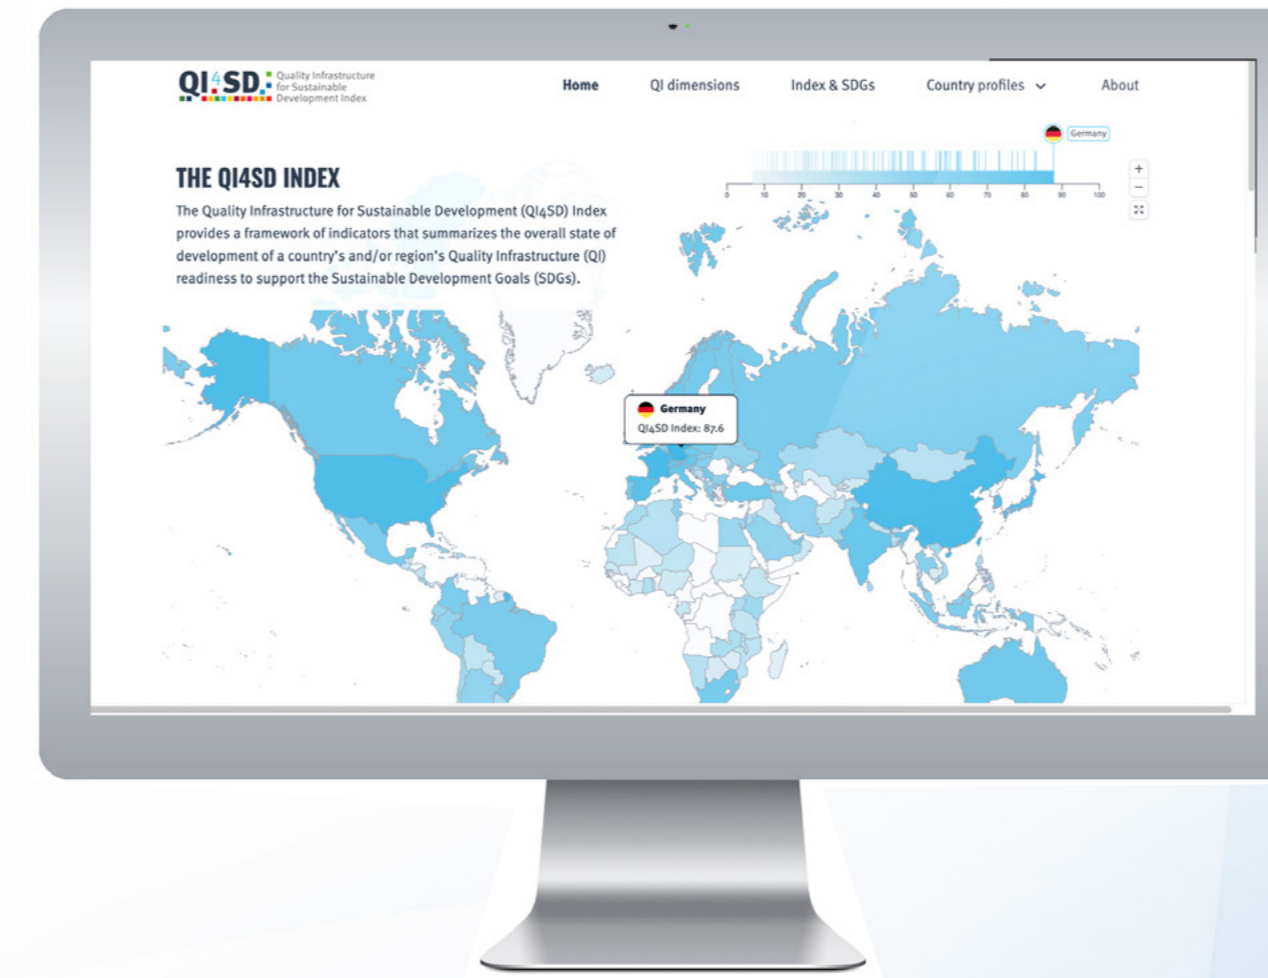 QI4SD
Quality Infrastructure
for Sustainable
Development Index
Home
QI dimensions
Index & SDGs
Country profiles
About
Germany
0 10 20 30 40 50 60 70 80 90 100
+
−
THE QI4SD INDEX
The Quality Infrastructure for Sustainable Development (QI4SD) Index
provides a framework of indicators that summarizes the overall state of
development of a country's and/or region's Quality Infrastructure (QI)
readiness to support the Sustainable Development Goals (SDGs).
Germany
QI4SD Index: 87.6